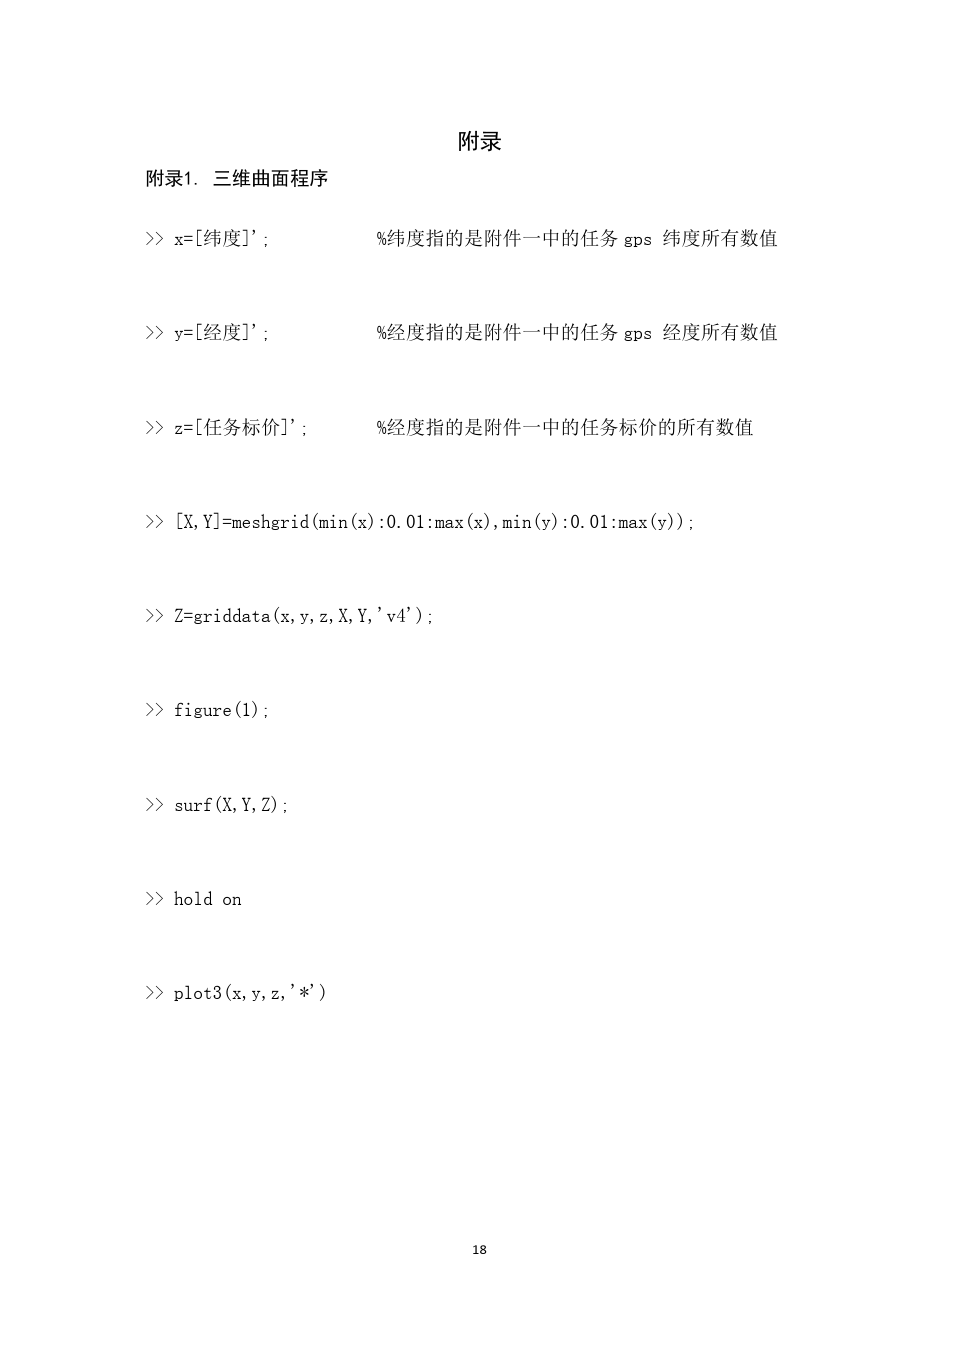 附录
附录1. 三维曲面程序
>> x=[纬度]'; %纬度指的是附件一中的任务 gps 纬度所有数值
>> y=[经度]'; %经度指的是附件一中的任务 gps 经度所有数值
>> z=[任务标价]'; %经度指的是附件一中的任务标价的所有数值
>> [X,Y]=meshgrid(min(x):0.01:max(x),min(y):0.01:max(y));
>> Z=griddata(x,y,z,X,Y,'v4');
>> figure(1);
>> surf(X,Y,Z);
>> hold on
>> plot3(x,y,z,'*')
18